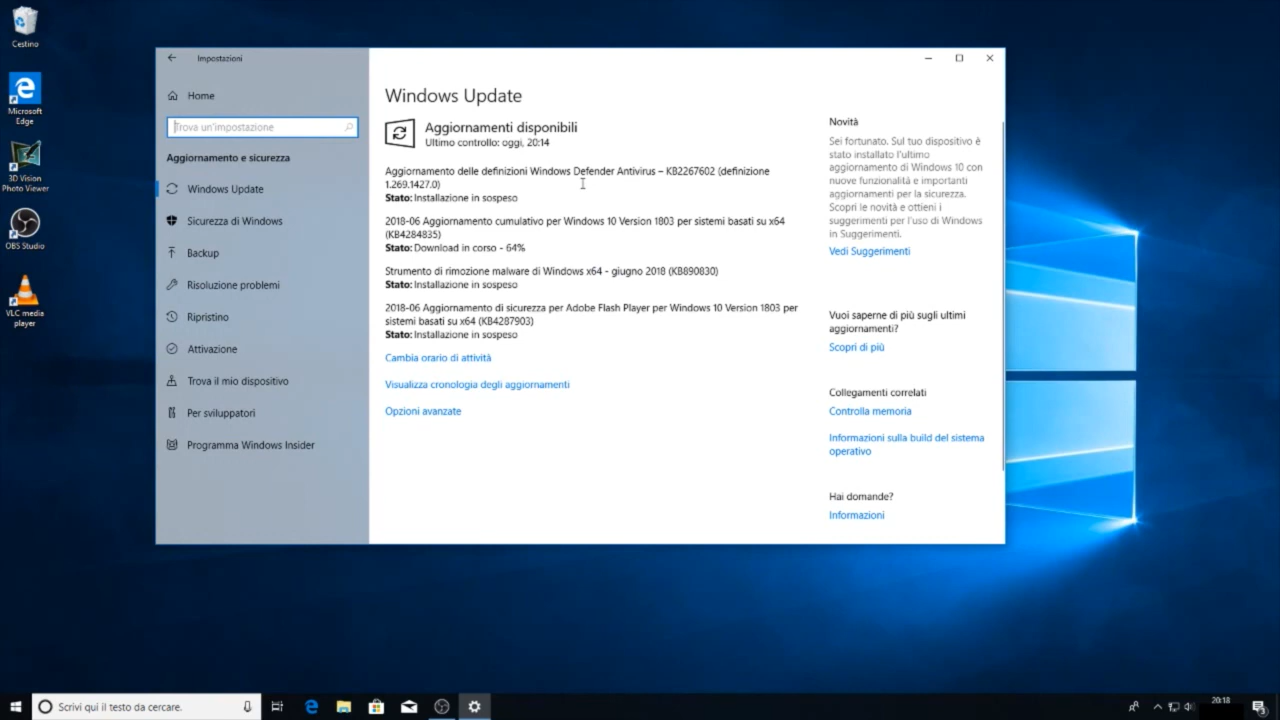 Cestino
Microsoft
Edge
3D Vision
Photo Viewer
OBS Studio
VLC media
player
Impostazioni
Home
Trova un'impostazione
Aggiornamento e sicurezza
Windows Update
Sicurezza di Windows
Backup
Risoluzione problemi
Ripristino
Attivazione
Trova il mio dispositivo
Per sviluppatori
Programma Windows Insider
Windows Update
Aggiornamenti disponibili
Ultimo controllo: oggi, 20:14
Aggiornamento delle definizioni Windows Defender Antivirus – KB2267602 (definizione
1.269.1427.0)
Stato: Installazione in sospeso
2018-06 Aggiornamento cumulativo per Windows 10 Version 1803 per sistemi basati su x64
(KB4284835)
Stato: Download in corso - 64%
Strumento di rimozione malware di Windows x64 - giugno 2018 (KB890830)
Stato: Installazione in sospeso
2018-06 Aggiornamento di sicurezza per Adobe Flash Player per Windows 10 Version 1803 per
sistemi basati su x64 (KB4287903)
Stato: Installazione in sospeso
Cambia orario di attività
Visualizza cronologia degli aggiornamenti
Opzioni avanzate
Novità
Sei fortunato. Sul tuo dispositivo è
stato installato l'ultimo
aggiornamento di Windows 10 con
nuove funzionalità e importanti
aggiornamenti per la sicurezza.
Scopri le novità e ottieni i
suggerimenti per l'uso di Windows
in Suggerimenti.
Vedi Suggerimenti
Vuoi saperne di più sugli ultimi
aggiornamenti?
Scopri di più
Collegamenti correlati
Controlla memoria
Informazioni sulla build del sistema
operativo
Hai domande?
Informazioni
Scrivi qui il testo da cercare.
20:18